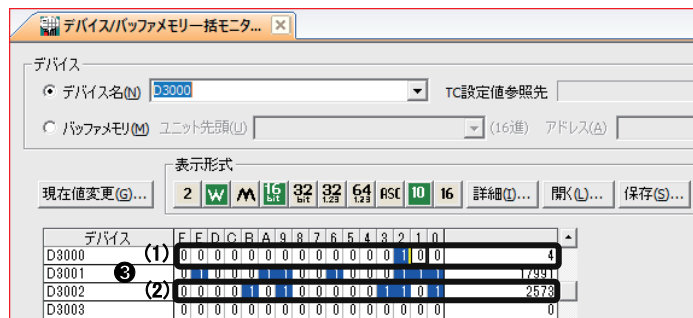 デバイス/バッファメモリー括モニタ...
デバイス
デバイス名(N) D3000 TC設定値参照先
バッファメモリ(M) ユニット先頭(U) (16進) アドレス(A)
表示形式
現在値変更(G)... 2 W M 16 bit 32 bit 32 1.23 64 1.23 ASC 10 16 詳細(I)... 開く(L)... 保存(S)...
デバイス F E D C B A 9 8 7 6 5 4 3 2 1 0
D3000 (1) 0 0 0 0 0 0 0 0 0 0 0 0 0 1 0 0 4
D3001 ❸ 0 1 0 0 0 1 1 0 0 1 0 0 0 1 1 1 17991
D3002 (2) 0 0 0 0 1 0 1 0 0 0 0 0 1 1 0 1 2573
D3003 0 0 0 0 0 0 0 0 0 0 0 0 0 0 0 0 0